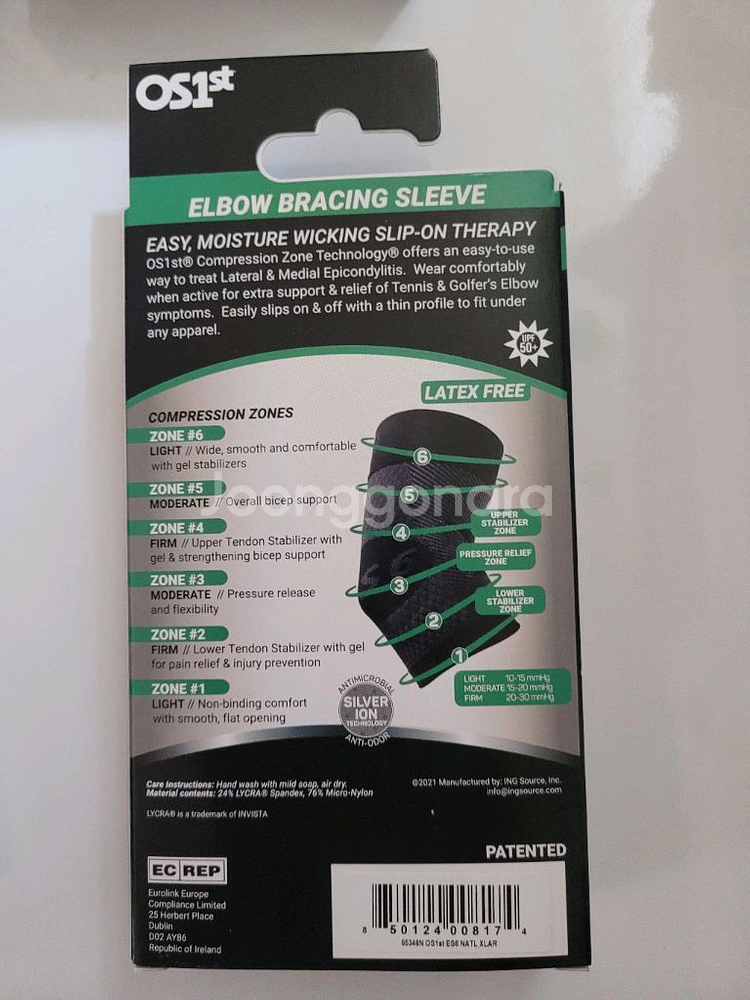 OS1st
ELBOW BRACING SLEEVE
EASY, MOISTURE WICKING SLIP-ON THERAPY
OS1st® Compression Zone Technology® offers an easy-to-use
way to treat Lateral & Medial Epicondylitis. Wear comfortably
when active for extra support & relief of Tennis & Golfer's Elbow
symptoms. Easily slips on & off with a thin profile to fit under
any apparel.
UPF
50+
LATEX FREE
COMPRESSION ZONES
ZONE #6
LIGHT // Wide, smooth and comfortable
with gel stabilizers
ZONE #5
MODERATE // Overall bicep support
ZONE #4
FIRM // Upper Tendon Stabilizer with
gel & strengthening bicep support
ZONE #3
MODERATE // Pressure release
and flexibility
ZONE #2
FIRM // Lower Tendon Stabilizer with gel
for pain relief & injury prevention
ZONE #1
LIGHT // Non-binding comfort
with smooth, flat opening
6
5
4
3
2
1
UPPER
STABILIZER
ZONE
PRESSURE RELIEF
ZONE
LOWER
STABILIZER
ZONE
LIGHT 10-15 mmHg
MODERATE 15-20 mmHg
FIRM 20-30 mmHg
Joonggonara
ANTIMICROBIAL
SILVER
ION
TECHNOLOGY
ANTI-ODOR
Care Instructions: Hand wash with mild soap, air dry.
Material contents: 24% LYCRA® Spandex, 76% Micro-Nylon
LYCRA® is a trademark of INVISTA
©2021 Manufactured by: ING Source, Inc.
info@ingsource.com
PATENTED
EC REP
Eurolink Europe
Compliance Limited
25 Herbert Place
Dublin
D02 AY86
Republic of Ireland
8 50124 00817 4
65346N OS1st ES6 NATL XLAR